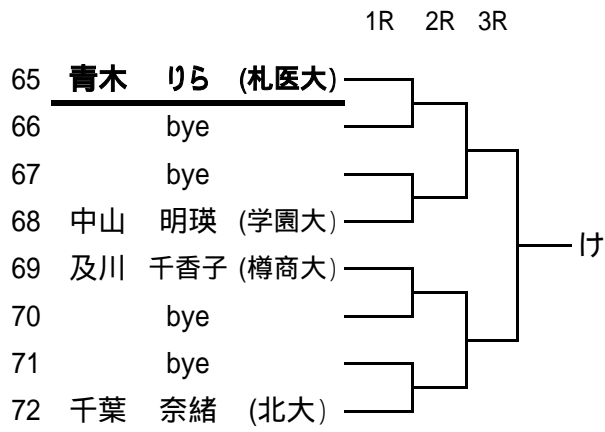 1R 2R 3R
65 青木 りら (札医大)
66 bye
67 bye
68 中山 明瑛 (学園大)
69 及川 千香子 (樽商大)
け
70 bye
71 bye
72 千葉 奈緒 (北大)